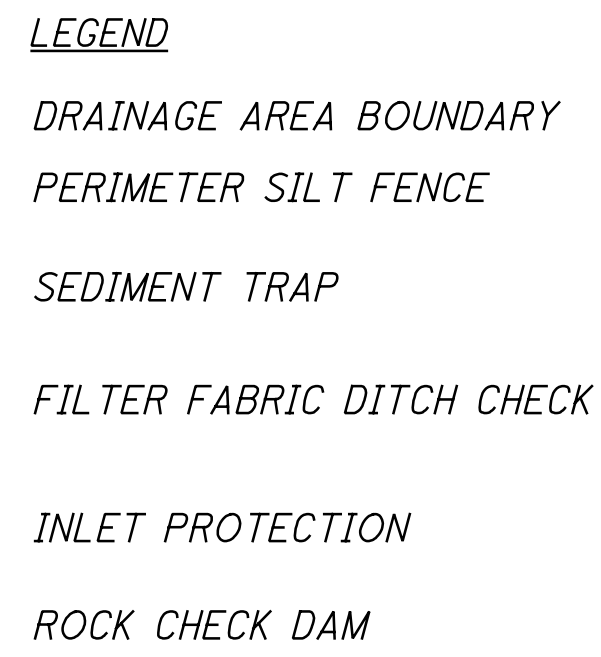 LEGEND
DRAINAGE AREA BOUNDARY
PERIMETER SILT FENCE
SEDIMENT TRAP
FILTER FABRIC DITCH CHECK
INLET PROTECTION
ROCK CHECK DAM